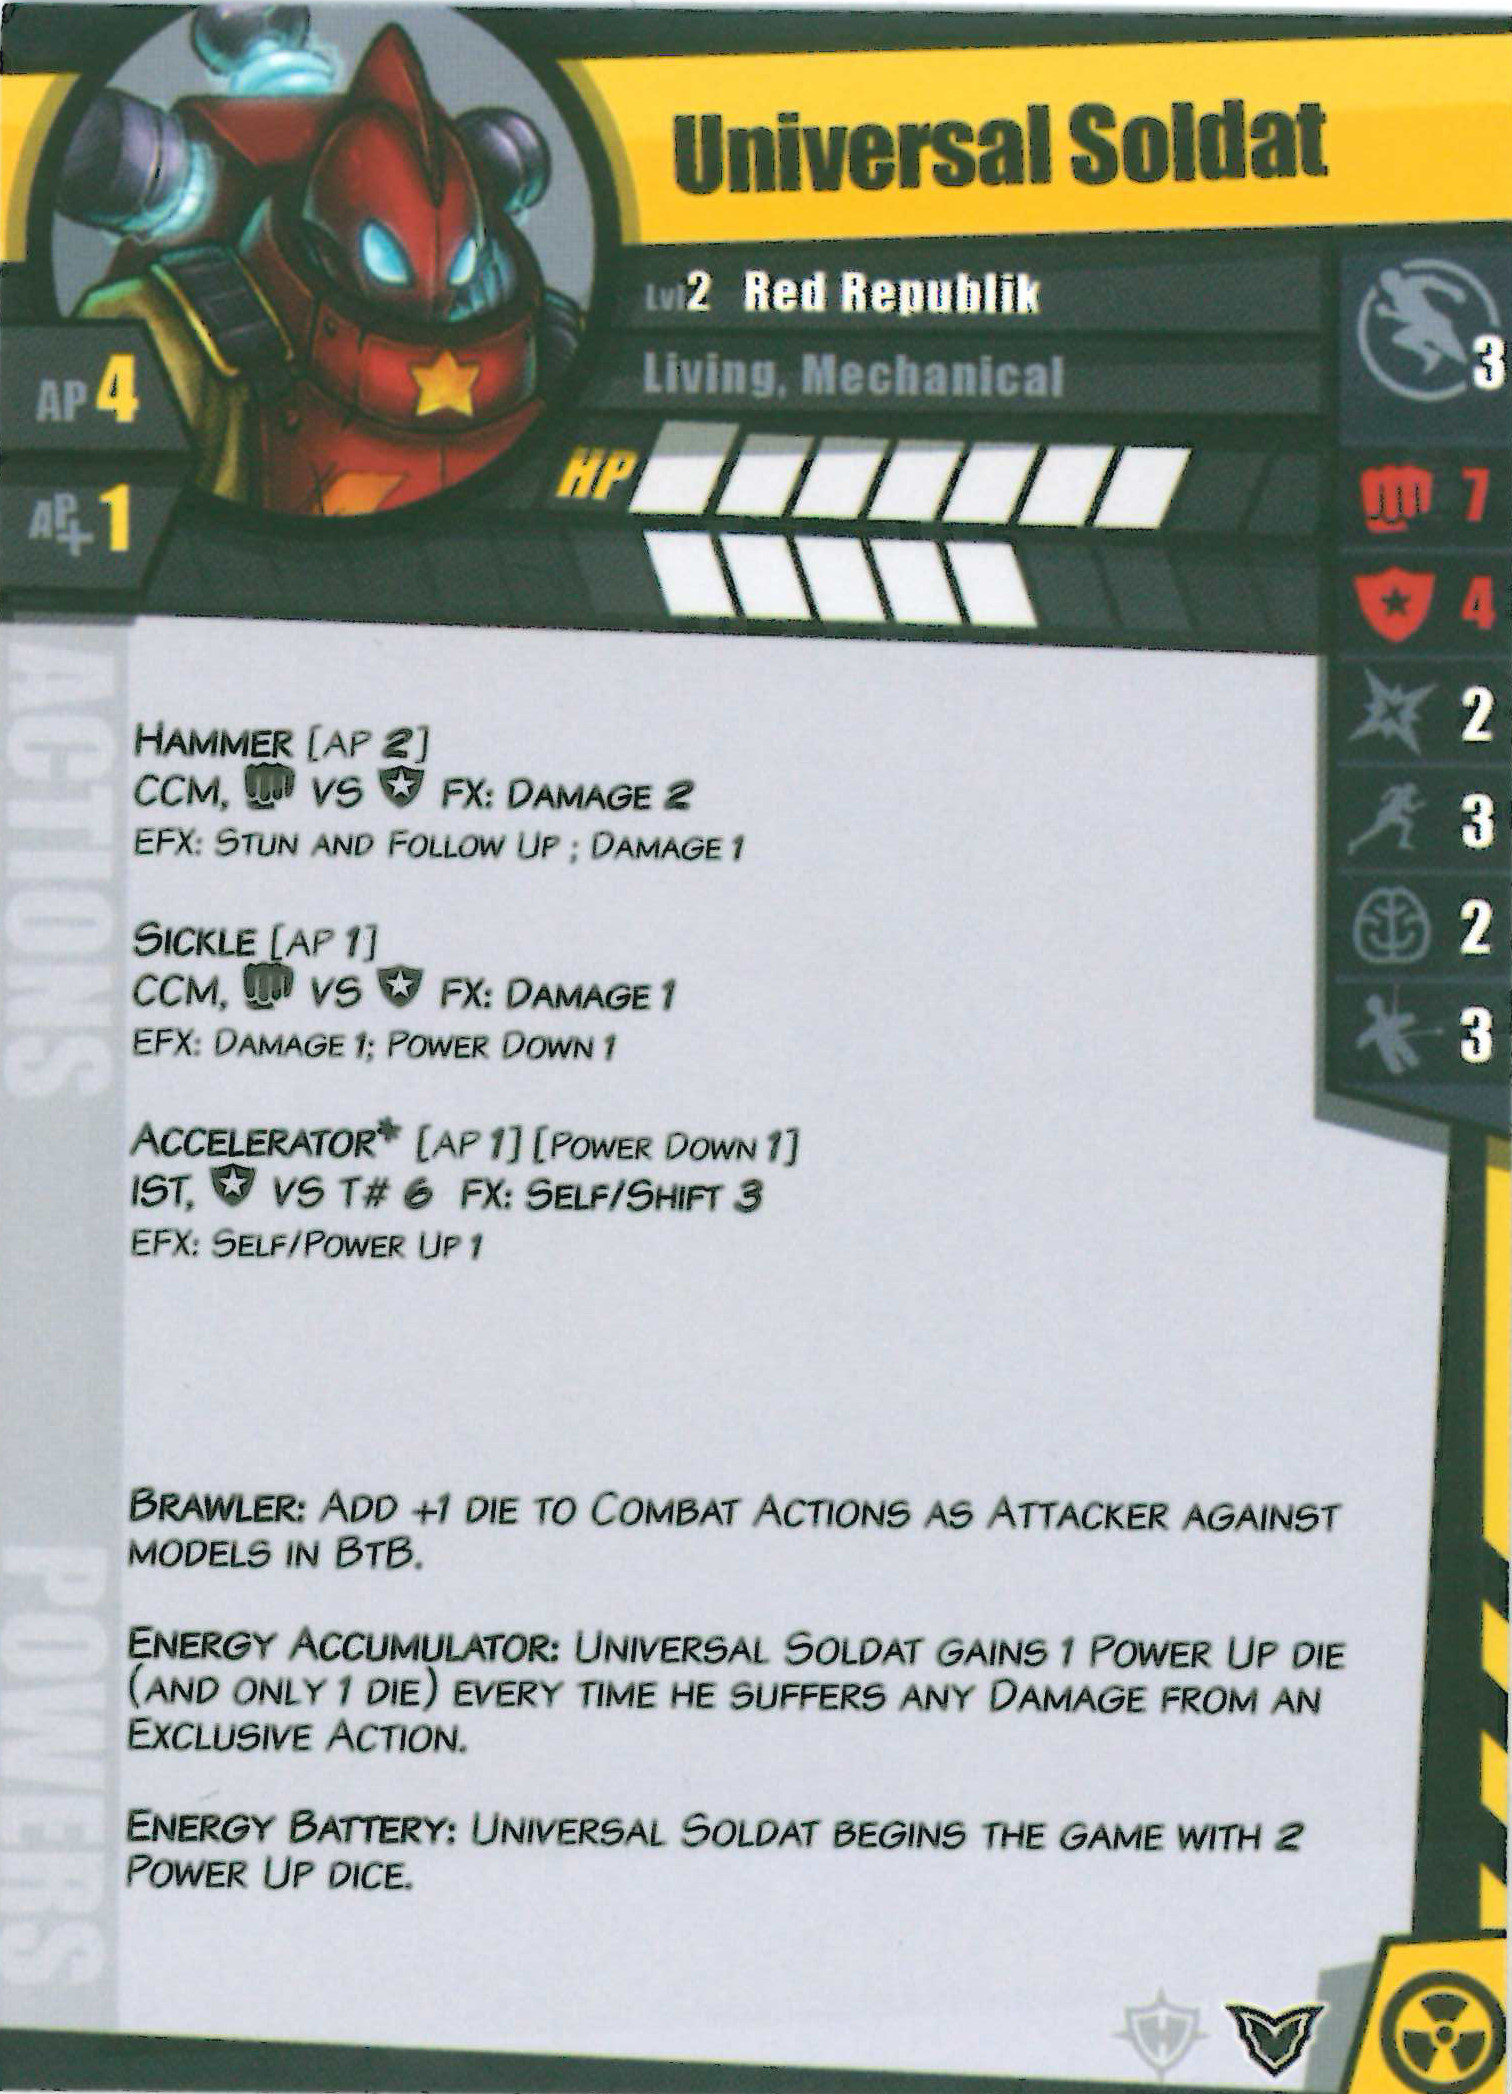 Universal Soldat
Lvl 2 Red Republik
Living, Mechanical
3
AP 4
HP
AP+ 1
7
4
2
3
2
3
ACTIONS
HAMMER [AP 2]
CCM, VS FX: DAMAGE 2
EFX: STUN AND FOLLOW UP ; DAMAGE 1
SICKLE [AP 1]
CCM, VS FX: DAMAGE 1
EFX: DAMAGE 1; POWER DOWN 1
ACCELERATOR* [AP 1] [POWER DOWN 1]
IST, VS T# 6 FX: SELF/SHIFT 3
EFX: SELF/POWER UP 1
POWERS
BRAWLER: ADD +1 DIE TO COMBAT ACTIONS AS ATTACKER AGAINST
MODELS IN BTB.
ENERGY ACCUMULATOR: UNIVERSAL SOLDAT GAINS 1 POWER UP DIE
(AND ONLY 1 DIE) EVERY TIME HE SUFFERS ANY DAMAGE FROM AN
EXCLUSIVE ACTION.
ENERGY BATTERY: UNIVERSAL SOLDAT BEGINS THE GAME WITH 2
POWER UP DICE.